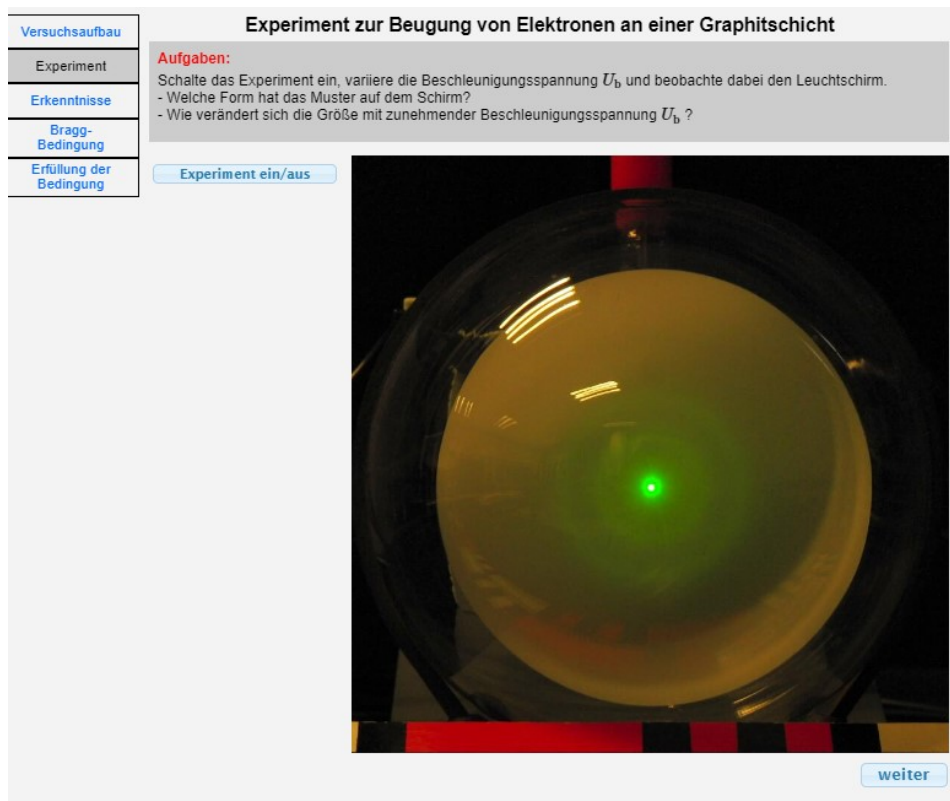 Experiment zur Beugung von Elektronen an einer Graphitschicht
Versuchsaufbau
Experiment
Erkenntnisse
Bragg-
Bedingung
Erfüllung der
Bedingung
Aufgaben:
Schalte das Experiment ein, variiere die Beschleunigungsspannung U_b und beobachte dabei den Leuchtschirm.
- Welche Form hat das Muster auf dem Schirm?
- Wie verändert sich die Größe mit zunehmender Beschleunigungsspannung U_b ?
Experiment ein/aus
weiter